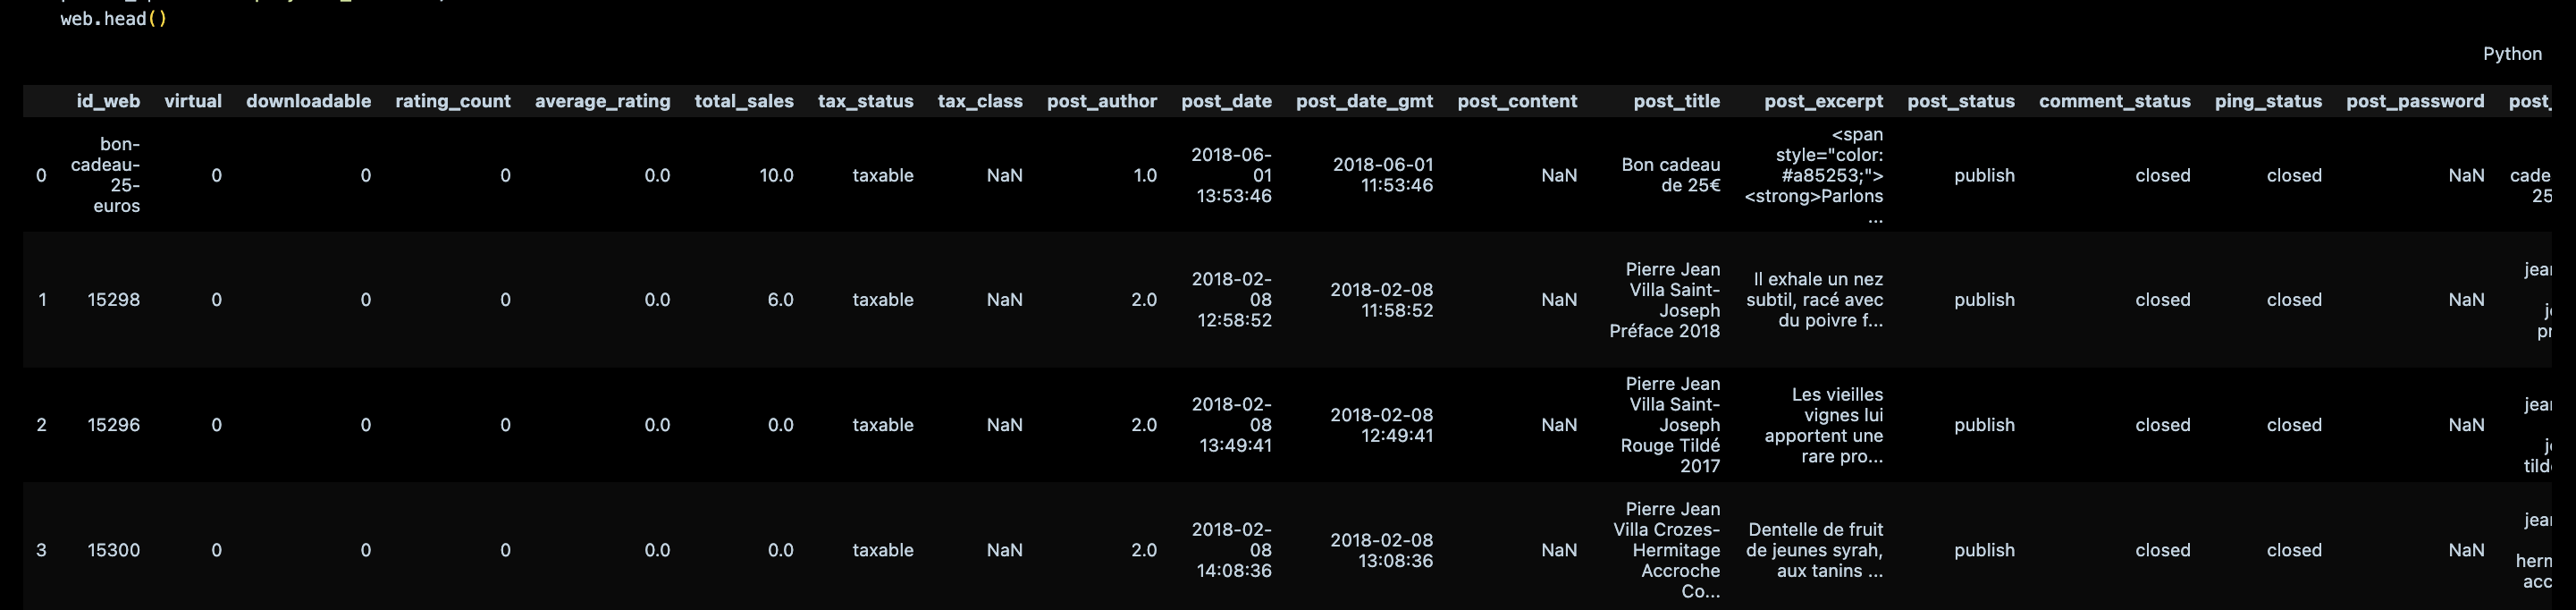 web.head()
Python
id_web virtual downloadable rating_count average_rating total_sales tax_status tax_class post_author post_date post_date_gmt post_content post_title post_excerpt post_status comment_status ping_status post_password post_
0 bon-cadeau-25-euros 0 0 0 0.0 10.0 taxable NaN 1.0 2018-06-01 13:53:46 2018-06-01 11:53:46 NaN Bon cadeau de 25€ <span style="color: #a85253;"><strong>Parlons ... publish closed closed NaN cade 25
1 15298 0 0 0 0.0 6.0 taxable NaN 2.0 2018-02-08 12:58:52 2018-02-08 11:58:52 NaN Pierre Jean Villa Saint-Joseph Préface 2018 Il exhale un nez subtil, racé avec du poivre f... publish closed closed NaN
2 15296 0 0 0 0.0 0.0 taxable NaN 2.0 2018-02-08 13:49:41 2018-02-08 12:49:41 NaN Pierre Jean Villa Saint-Joseph Rouge Tildé 2017 Les vieilles vignes lui apportent une rare pro... publish closed closed NaN
3 15300 0 0 0 0.0 0.0 taxable NaN 2.0 2018-02-08 14:08:36 2018-02-08 13:08:36 NaN Pierre Jean Villa Crozes-Hermitage Accroche Co... Dentelle de fruit de jeunes syrah, aux tanins ... publish closed closed NaN acc